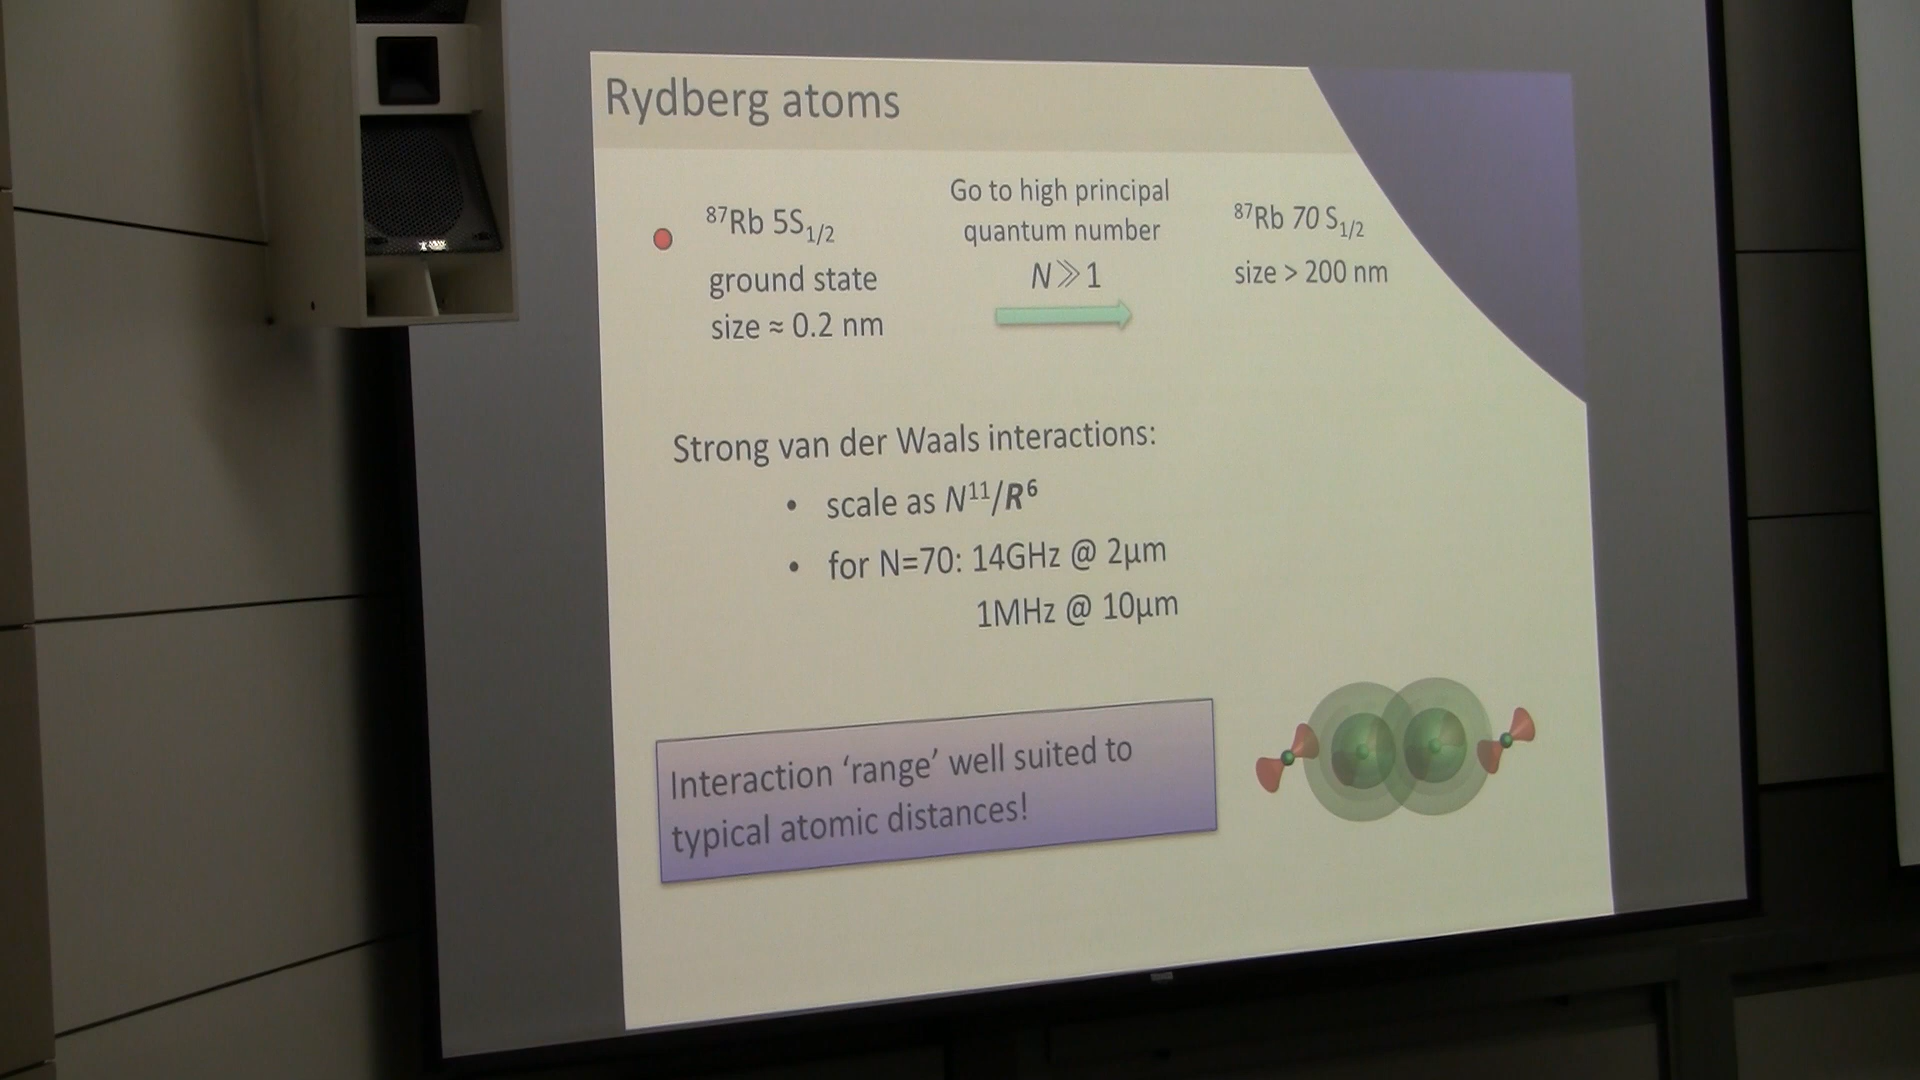 Rydberg atoms
⁸⁷Rb 5S₁/₂
ground state
size ≈ 0.2 nm
Go to high principal
quantum number
N≫1
⁸⁷Rb 70 S₁/₂
size > 200 nm
Strong van der Waals interactions:
• scale as N¹¹/R⁶
• for N=70: 14GHz @ 2μm
1MHz @ 10μm
Interaction ‘range’ well suited to
typical atomic distances!